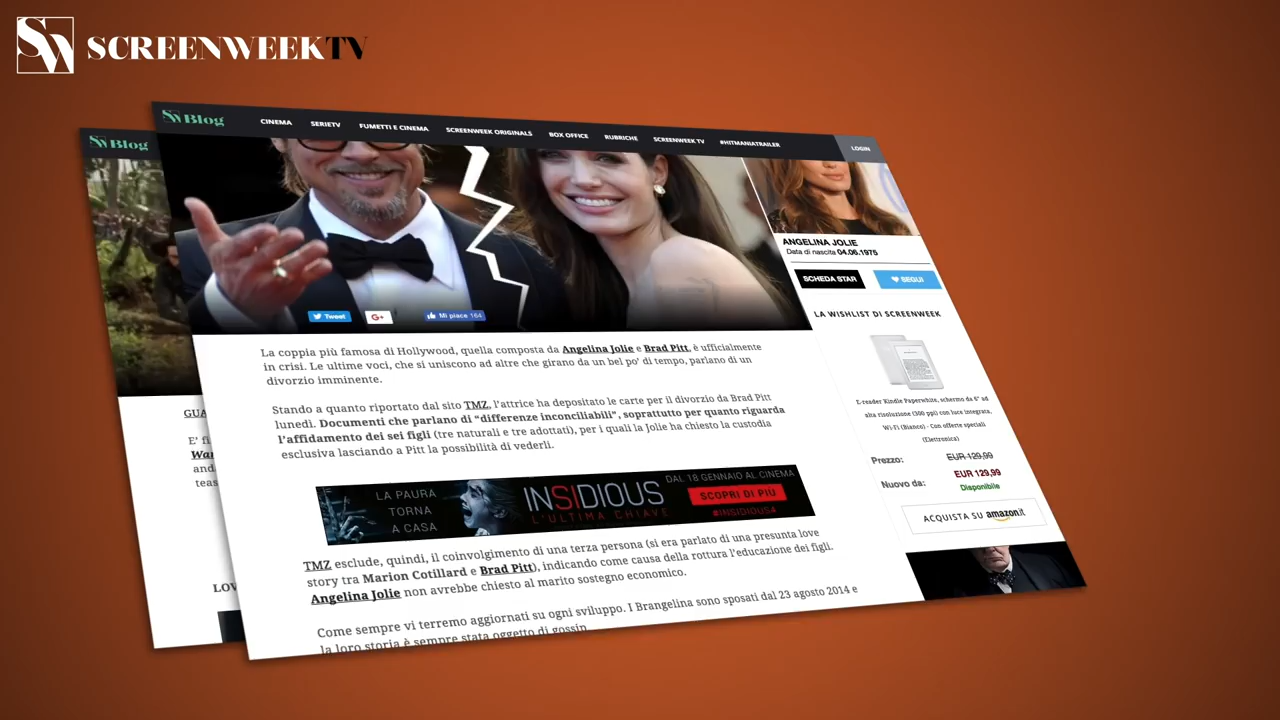 SW SCREENWEEKTV
SW Blog
SW Blog
CINEMA SERIETV FUMETTI E CINEMA SCREENWEEK ORIGINALS BOX OFFICE RUBRICHE SCREENWEEK TV #HITMANIATRAILER LOGIN
Tweet
G+
Mi piace 164
La coppia più famosa di Hollywood, quella composta da Angelina Jolie e Brad Pitt, è ufficialmente
in crisi. Le ultime voci, che si uniscono ad altre che girano da un bel po' di tempo, parlano di un
divorzio imminente.
Stando a quanto riportato dal sito TMZ, l'attrice ha depositato le carte per il divorzio da Brad Pitt
lunedì. Documenti che parlano di "differenze inconciliabili", soprattutto per quanto riguarda
l'affidamento dei sei figli (tre naturali e tre adottati), per i quali la Jolie ha chiesto la custodia
esclusiva lasciando a Pitt la possibilità di vederli.
LA PAURA
TORNA
A CASA
INSIDIOUS
L'ULTIMA CHIAVE
DAL 18 GENNAIO AL CINEMA
SCOPRI DI PIÙ
#INSIDIOUS4
TMZ esclude, quindi, il coinvolgimento di una terza persona (si era parlato di una presunta love
story tra Marion Cotillard e Brad Pitt), indicando come causa della rottura l'educazione dei figli.
Angelina Jolie non avrebbe chiesto al marito sostegno economico.
Come sempre vi terremo aggiornati su ogni sviluppo. I Brangelina sono sposati dal 23 agosto 2014 e
la loro storia è sempre stata oggetto di gossip
ANGELINA JOLIE
Data di nascita 04.06.1975
SCHEDA STAR
SEGUI
LA WISHLIST DI SCREENWEEK
E-reader Kindle Paperwhite, schermo da 6" ad
alta risoluzione (300 ppi) con luce integrata,
Wi-Fi (Bianco) - Con offerte speciali
(Elettronica)
Prezzo: EUR 129,99
EUR 129,99
Nuovo da: Disponibile
ACQUISTA SU amazon.it
GUA
E' fi
War
and
teas
LOV